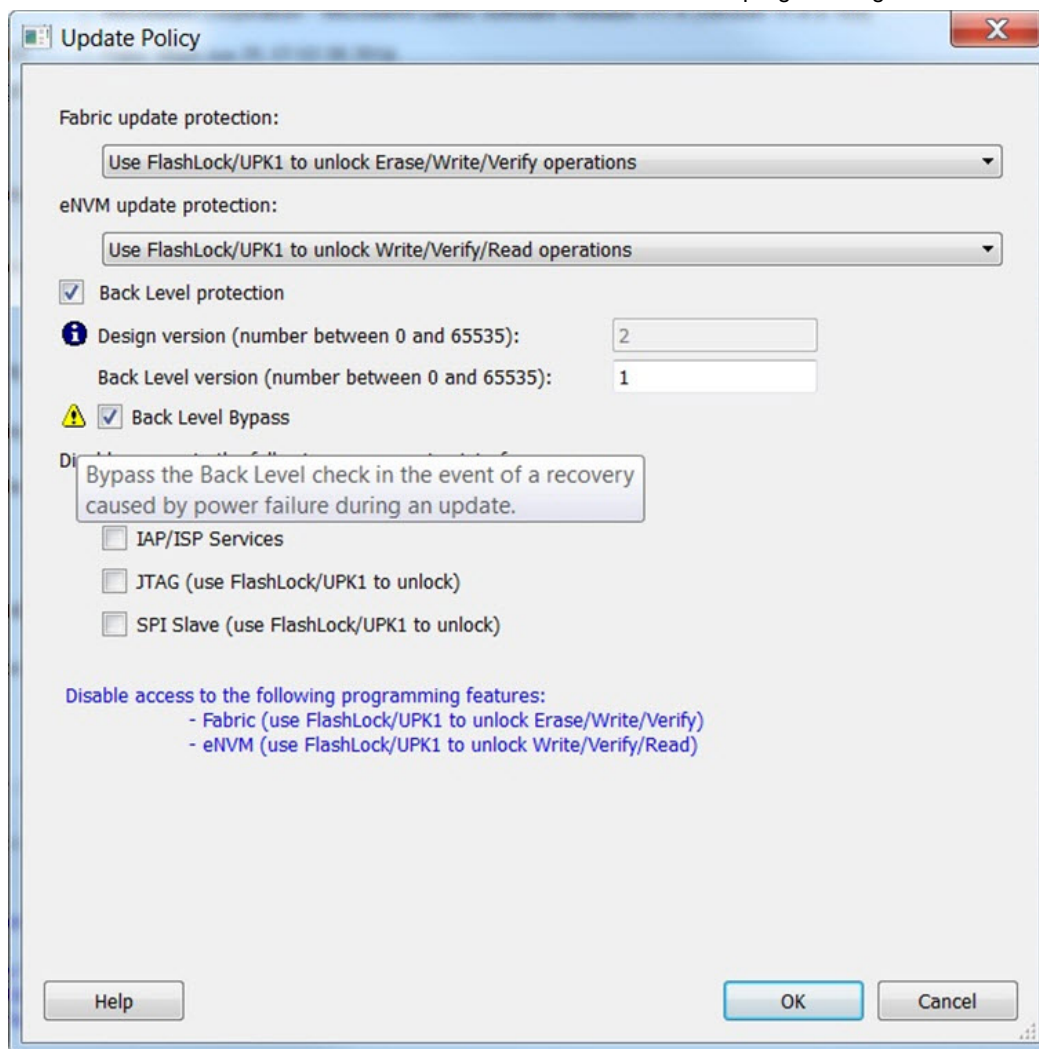 Update Policy
Fabric update protection:
Use FlashLock/UPK1 to unlock Erase/Write/Verify operations
eNVM update protection:
Use FlashLock/UPK1 to unlock Write/Verify/Read operations
Back Level protection
Design version (number between 0 and 65535): 2
Back Level version (number between 0 and 65535): 1
Back Level Bypass
Bypass the Back Level check in the event of a recovery
caused by power failure during an update.
IAP/ISP Services
JTAG (use FlashLock/UPK1 to unlock)
SPI Slave (use FlashLock/UPK1 to unlock)
Disable access to the following programming features:
- Fabric (use FlashLock/UPK1 to unlock Erase/Write/Verify)
- eNVM (use FlashLock/UPK1 to unlock Write/Verify/Read)
Help OK Cancel